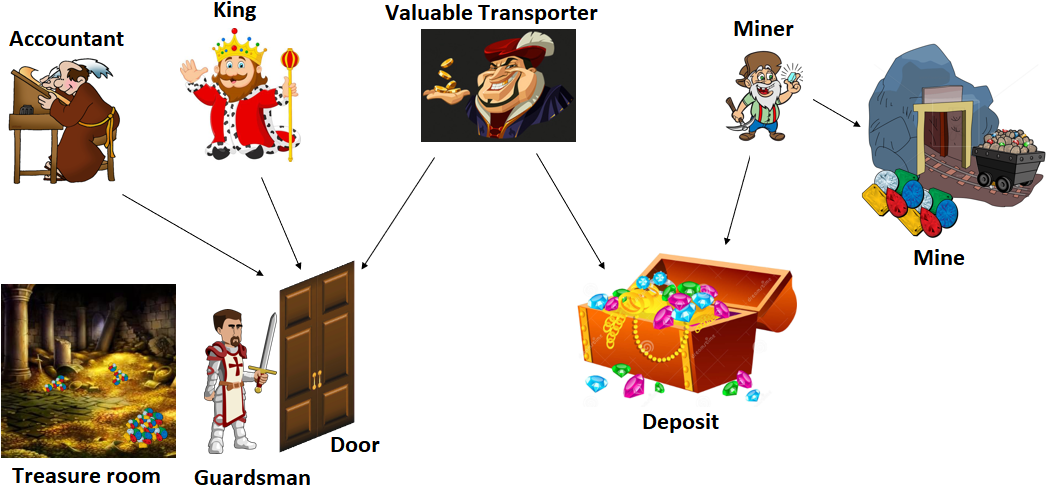 Accountant
King
Valuable Transporter
Miner
Mine
Deposit
Door
Treasure room
Guardsman